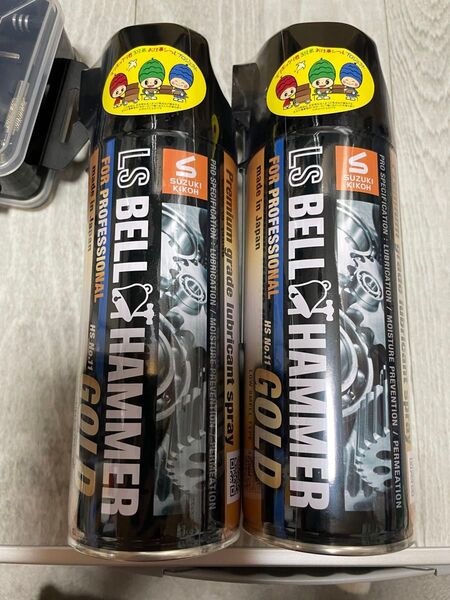 SUZUKI
KIKOH
LS BELL HAMMER
GOLD
FOR PROFESSIONAL
made in Japan
HS No.11
Premium grade lubricant spray
PRO SPECIFICATION : LUBRICATION / MOISTURE PREVENTION / PERMEATION
SUZUKI
KIKOH
LS BELL HAMMER
GOLD
FOR PROFESSIONAL
made in Japan
HS No.11
PRO SPECIFICATION : LUBRICATION / MOISTURE PREVENTION / PERMEATION